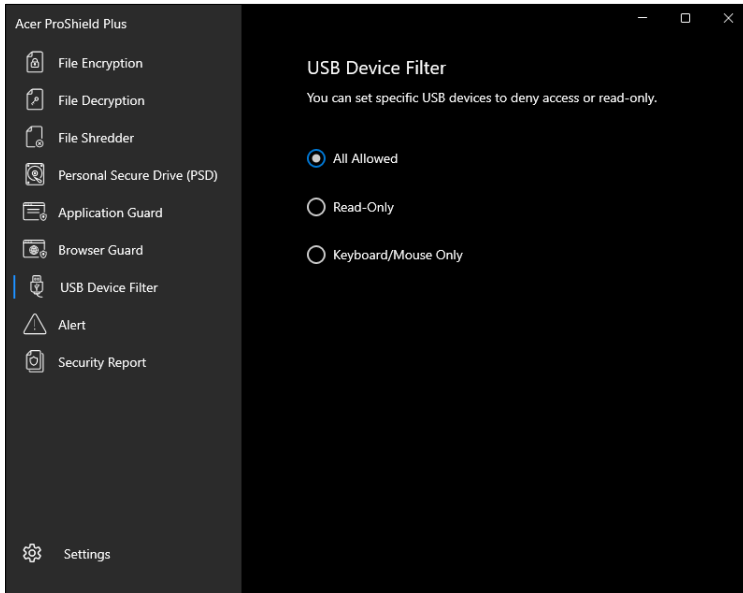 Acer ProShield Plus
File Encryption
File Decryption
File Shredder
Personal Secure Drive (PSD)
Application Guard
Browser Guard
USB Device Filter
Alert
Security Report
Settings
USB Device Filter
You can set specific USB devices to deny access or read-only.
All Allowed
Read-Only
Keyboard/Mouse Only